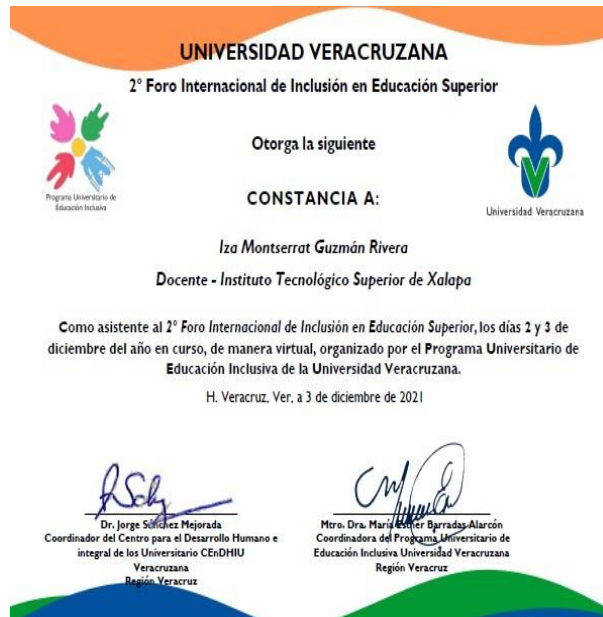 UNIVERSIDAD VERACRUZANA
2° Foro Internacional de Inclusión en Educación Superior
Otorga la siguiente
Programa Universitario de
Educación Inclusiva
CONSTANCIA A:
Universidad Veracruzana
Iza Montserrat Guzmán Rivera
Docente - Instituto Tecnológico Superior de Xalapa
Como asistente al 2° Foro Internacional de Inclusión en Educación Superior, los días 2 y 3 de
diciembre del año en curso, de manera virtual, organizado por el Programa Universitario de
Educación Inclusiva de la Universidad Veracruzana.
H. Veracruz, Ver, a 3 de diciembre de 2021
Dr. Jorge Sánchez Mejorada
Coordinador del Centro para el Desarrollo Humano e
integral de los Universitario CEnDHIU
Veracruzana
Región Veracruz
Mtro. Dra. María Esther Barradas Alarcón
Coordinadora del Programa Universitario de
Educación Inclusiva Universidad Veracruzana
Región Veracruz